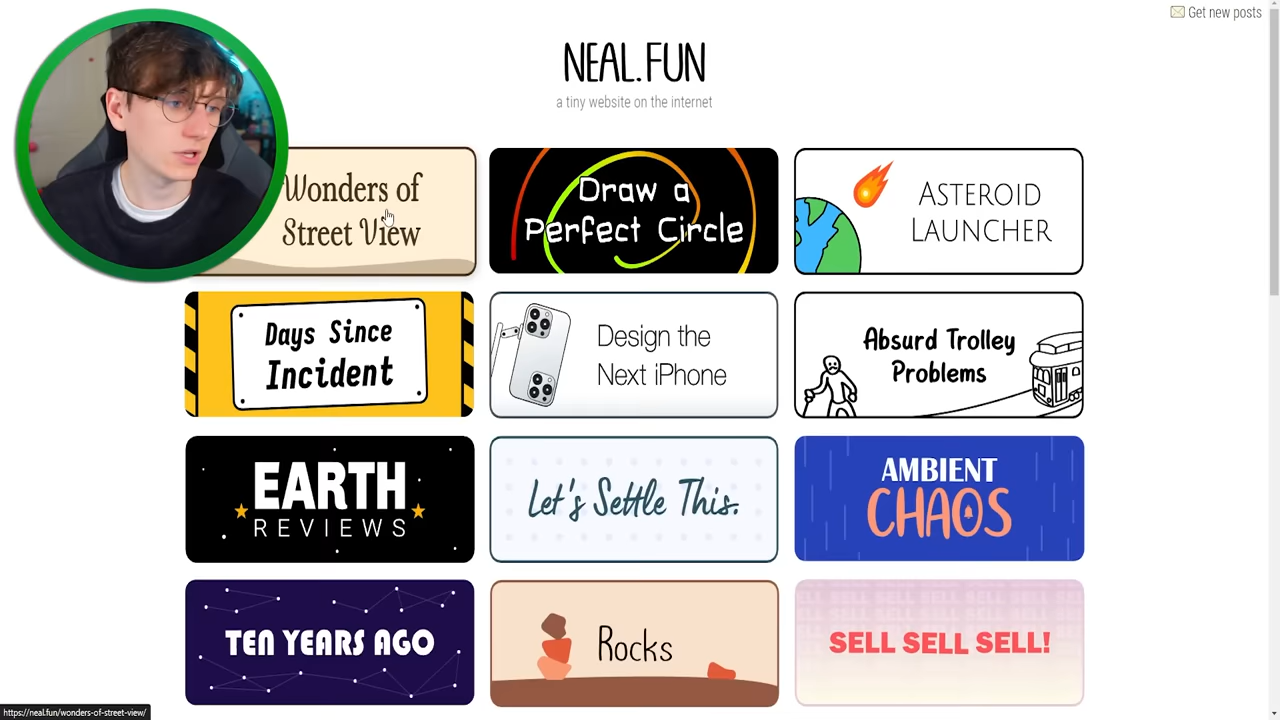 Get new posts
NEAL.FUN
a tiny website on the internet
Wonders of
Street View
Draw a
Perfect Circle
ASTEROID
LAUNCHER
Days Since
Incident
Design the
Next iPhone
Absurd Trolley
Problems
EARTH
REVIEWS
Let's Settle This.
AMBIENT
CHAOS
TEN YEARS AGO
Rocks
SELL SELL SELL!
https://neal.fun/wonders-of-street-view/